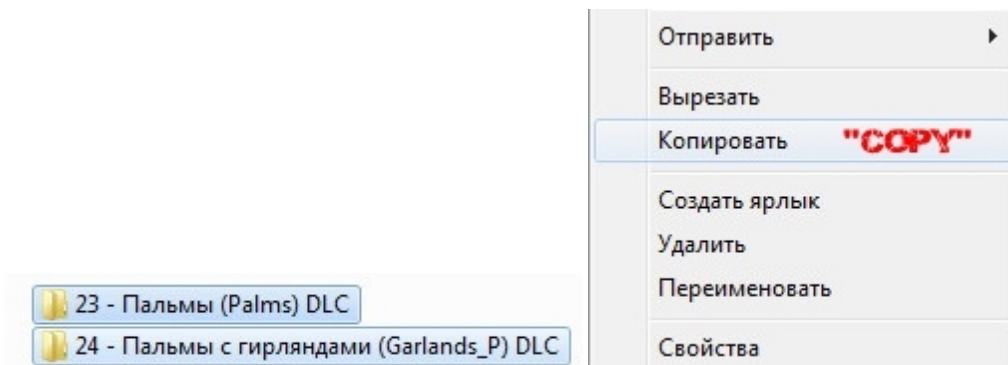 Отправить
Вырезать
Копировать "COPY"
Создать ярлык
Удалить
Переименовать
Свойства
23 - Пальмы (Palms) DLC
24 - Пальмы с гирляндами (Garlands_P) DLC